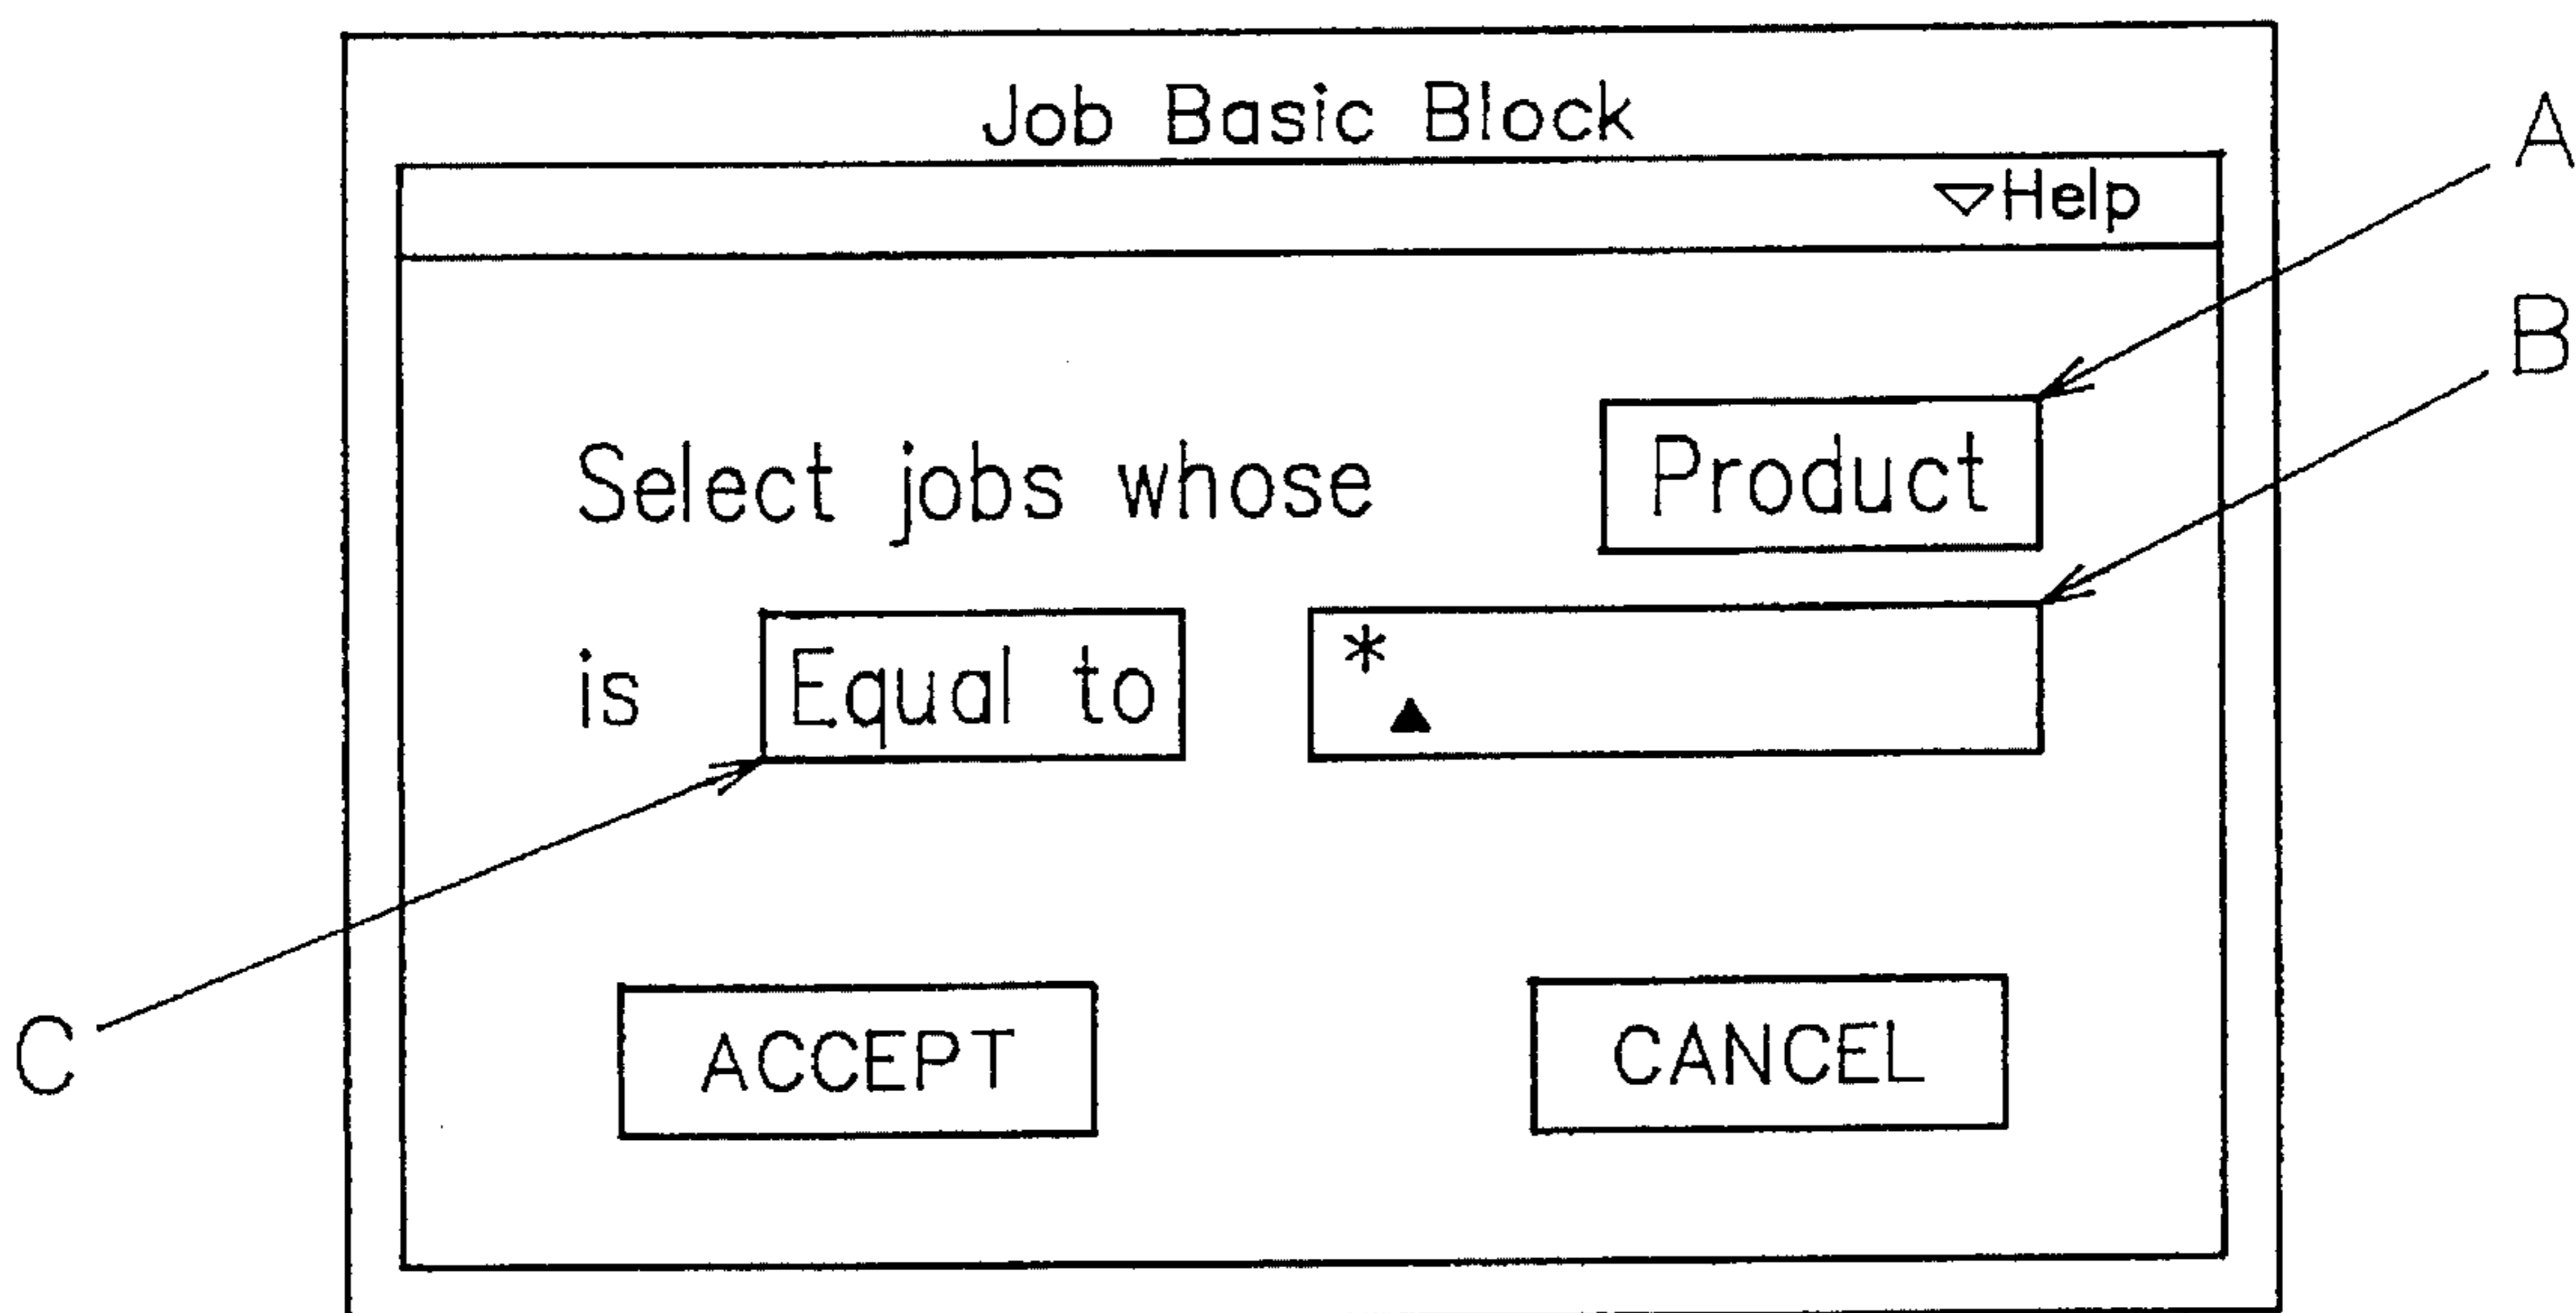 Job Basic Block
A
▽Help
B
Select jobs whose Product
is Equal to *
▲
C
ACCEPT CANCEL